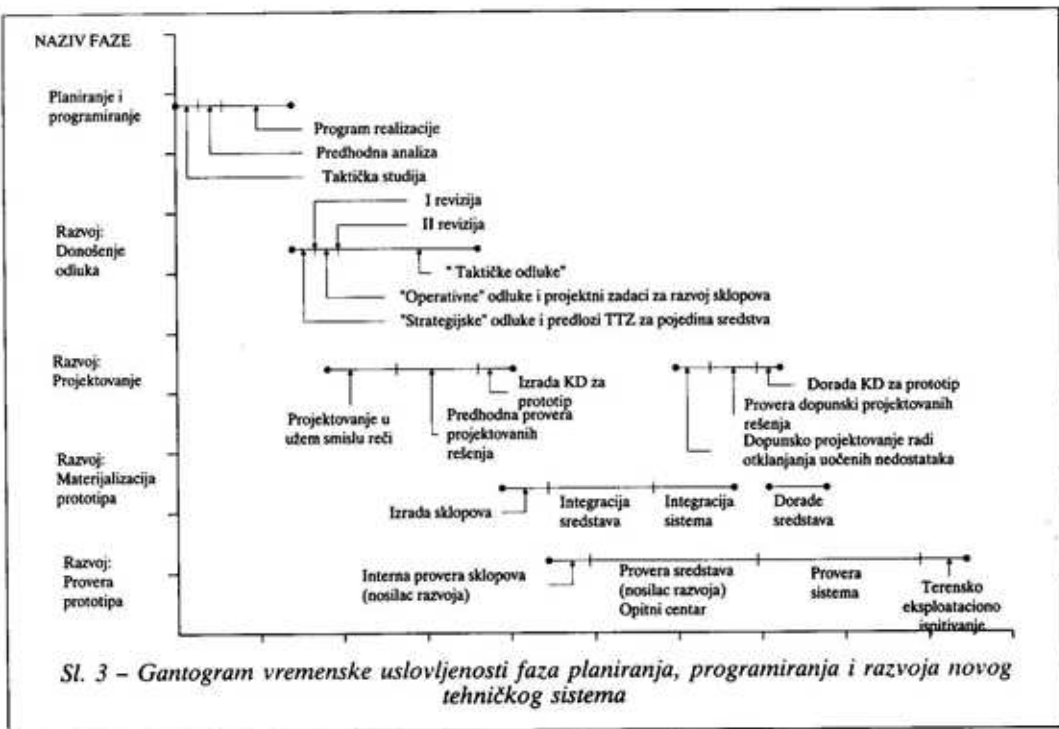 NAZIV FAZE
Planiranje i
programiranje
Program realizacije
Predhodna analiza
Taktička studija
I revizija
II revizija
Razvoj:
Donošenje
odluka
" Taktičke odluke"
"Operativne" odluke i projektni zadaci za razvoj sklopova
"Strategijske" odluke i predlozi TTZ za pojedina sredstva
Razvoj:
Projektovanje
Izrada KD za
prototip
Projektovanje u
užem smislu reči
Predhodna provera
projektovanih
rešenja
Dorada KD za prototip
Provera dopunski projektovanih
rešenja
Dopunsko projektovanje radi
otklanjanja uočenih nedostataka
Razvoj:
Materijalizacija
prototipa
Izrada sklopova
Integracija
sredstava
Integracija
sistema
Dorade
sredstava
Razvoj:
Provera
prototipa
Interna provera sklopova
(nosilac razvoja)
Provera sredstava
(nosilac razvoja)
Opitni centar
Provera
sistema
Terensko
eksploataciono
ispitivanje
Sl. 3 – Gantogram vremenske uslovljenosti faza planiranja, programiranja i razvoja novog
tehničkog sistema